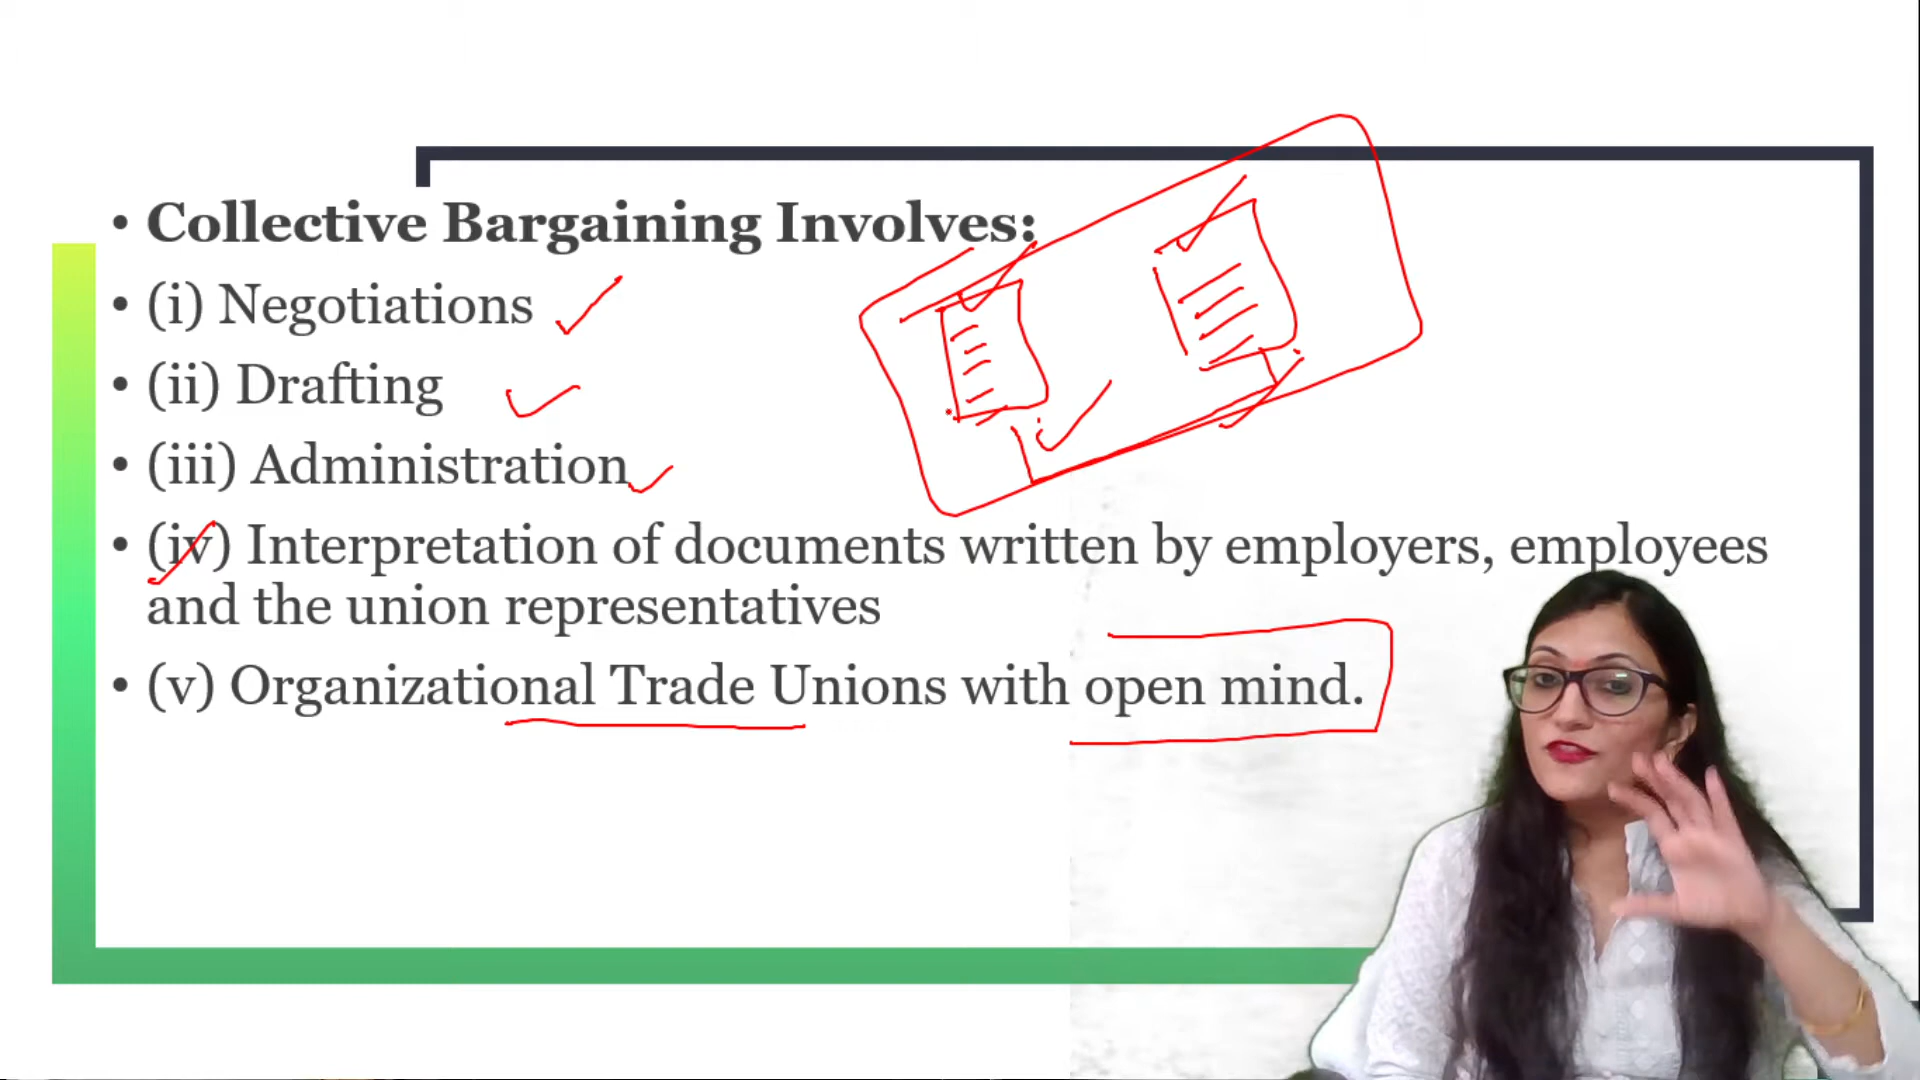 • Collective Bargaining Involves:
• (i) Negotiations
• (ii) Drafting
• (iii) Administration
• (iv) Interpretation of documents written by employers, employees
and the union representatives
• (v) Organizational Trade Unions with open mind.